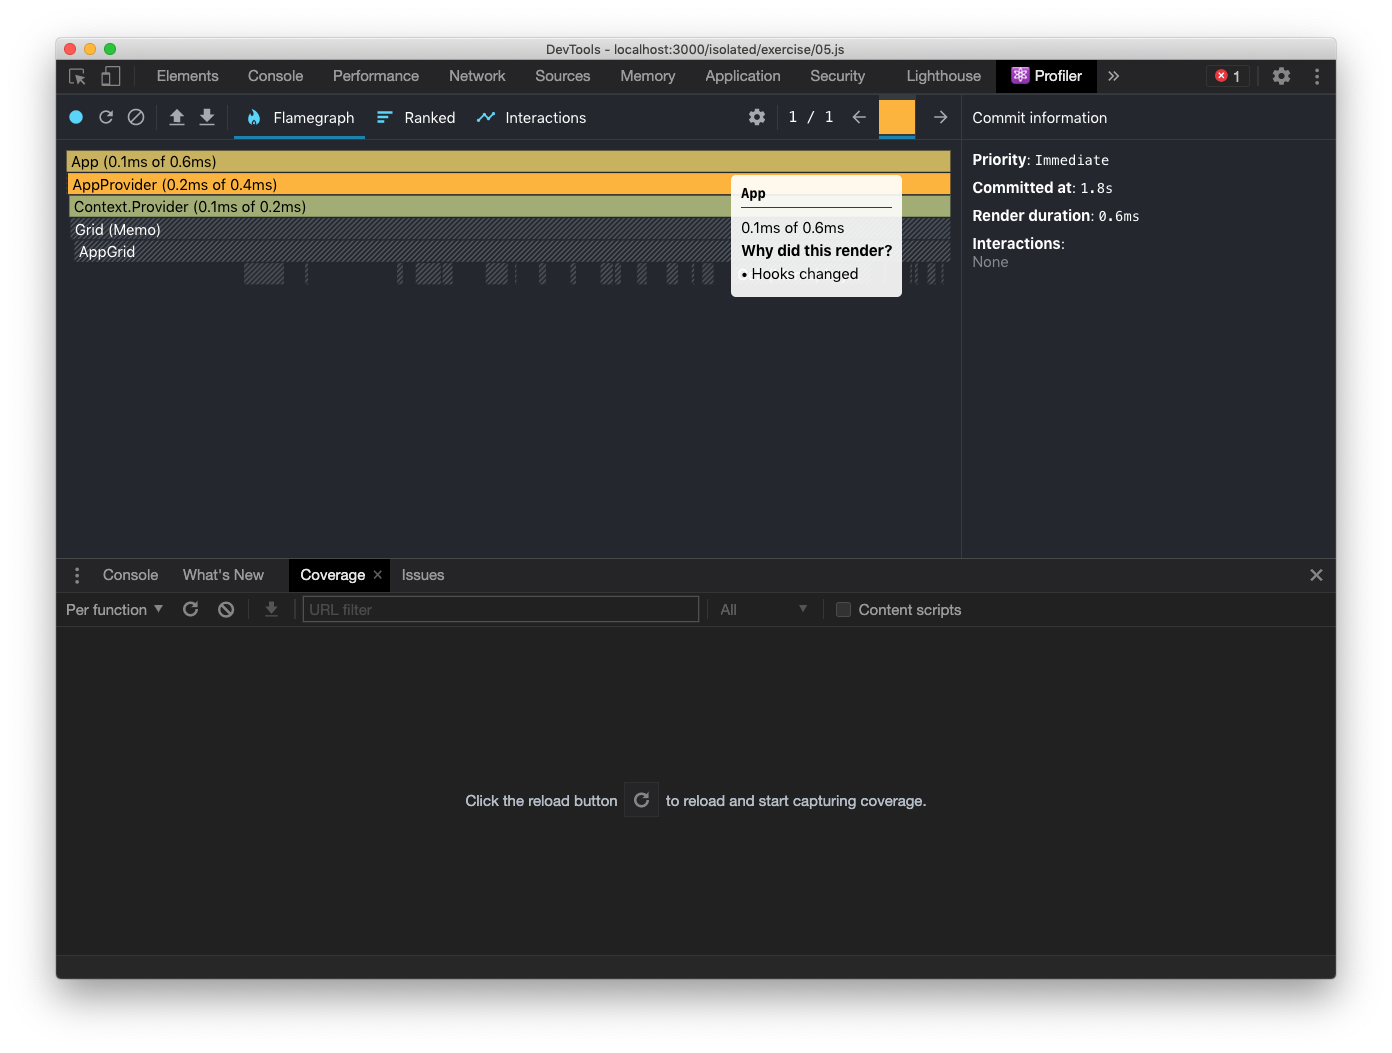 DevTools - localhost:3000/isolated/exercise/05.js
Elements Console Performance Network Sources Memory Application Security Lighthouse Profiler » 1
Flamegraph Ranked Interactions 1 / 1 Commit information
App (0.1ms of 0.6ms)
AppProvider (0.2ms of 0.4ms)
Context.Provider (0.1ms of 0.2ms)
Grid (Memo)
AppGrid
App
0.1ms of 0.6ms
Why did this render?
• Hooks changed
Priority: Immediate
Committed at: 1.8s
Render duration: 0.6ms
Interactions:
None
Console What's New Coverage × Issues
Per function ▼ URL filter All ▼ Content scripts
Click the reload button to reload and start capturing coverage.